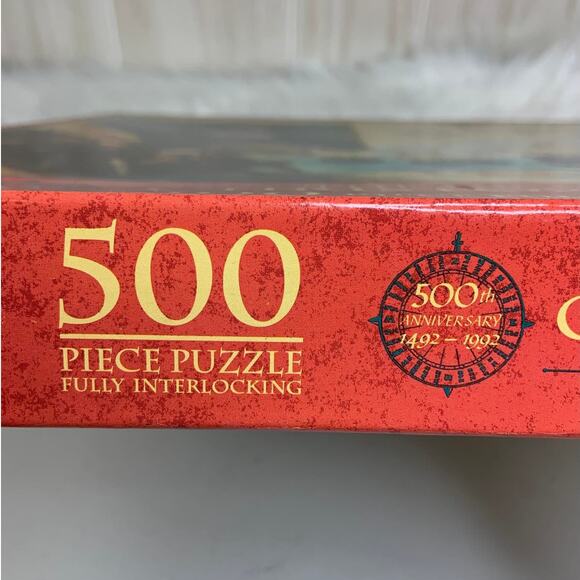 500
PIECE PUZZLE
FULLY INTERLOCKING
500th
ANNIVERSARY
1492 – 1992